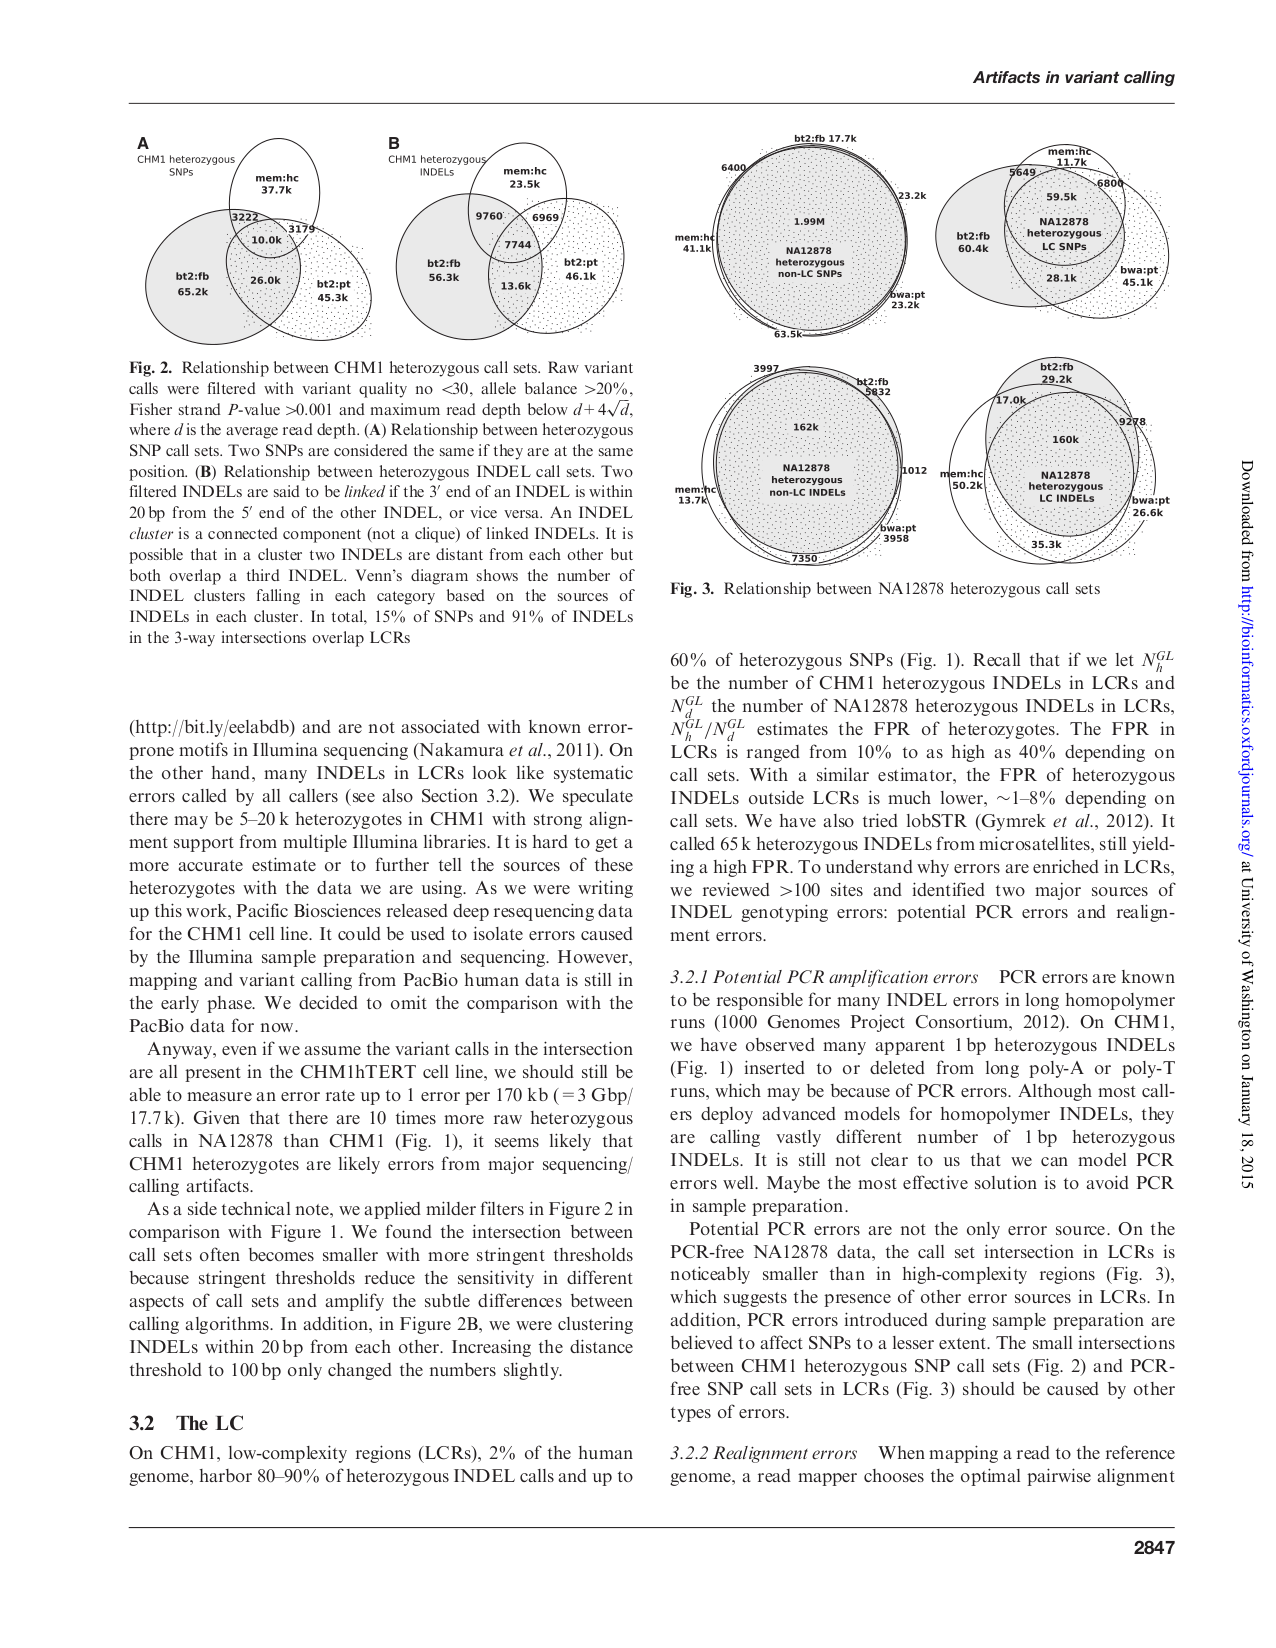 Artifacts in variant calling
A
CHM1 heterozygous
SNPs
mem:hc
37.7k
3222
3179
10.0k
bt2:fb
65.2k
26.0k
bt2:pt
45.3k
B
CHM1 heterozygous
INDELs
mem:hc
23.5k
9760
6969
7744
bt2:fb
56.3k
bt2:pt
46.1k
13.6k
Fig. 2. Relationship between CHM1 heterozygous call sets. Raw variant
calls were filtered with variant quality no <30, allele balance >20%,
Fisher strand P-value >0.001 and maximum read depth below d+4√d,
where d is the average read depth. (A) Relationship between heterozygous
SNP call sets. Two SNPs are considered the same if they are at the same
position. (B) Relationship between heterozygous INDEL call sets. Two
filtered INDELs are said to be linked if the 3′ end of an INDEL is within
20 bp from the 5′ end of the other INDEL, or vice versa. An INDEL
cluster is a connected component (not a clique) of linked INDELs. It is
possible that in a cluster two INDELs are distant from each other but
both overlap a third INDEL. Venn's diagram shows the number of
INDEL clusters falling in each category based on the sources of
INDELs in each cluster. In total, 15% of SNPs and 91% of INDELs
in the 3-way intersections overlap LCRs
(http://bit.ly/eelabdb) and are not associated with known error-
prone motifs in Illumina sequencing (Nakamura et al., 2011). On
the other hand, many INDELs in LCRs look like systematic
errors called by all callers (see also Section 3.2). We speculate
there may be 5–20 k heterozygotes in CHM1 with strong align-
ment support from multiple Illumina libraries. It is hard to get a
more accurate estimate or to further tell the sources of these
heterozygotes with the data we are using. As we were writing
up this work, Pacific Biosciences released deep resequencing data
for the CHM1 cell line. It could be used to isolate errors caused
by the Illumina sample preparation and sequencing. However,
mapping and variant calling from PacBio human data is still in
the early phase. We decided to omit the comparison with the
PacBio data for now.
Anyway, even if we assume the variant calls in the intersection
are all present in the CHM1hTERT cell line, we should still be
able to measure an error rate up to 1 error per 170 kb (=3 Gbp/
17.7 k). Given that there are 10 times more raw heterozygous
calls in NA12878 than CHM1 (Fig. 1), it seems likely that
CHM1 heterozygotes are likely errors from major sequencing/
calling artifacts.
As a side technical note, we applied milder filters in Figure 2 in
comparison with Figure 1. We found the intersection between
call sets often becomes smaller with more stringent thresholds
because stringent thresholds reduce the sensitivity in different
aspects of call sets and amplify the subtle differences between
calling algorithms. In addition, in Figure 2B, we were clustering
INDELs within 20 bp from each other. Increasing the distance
threshold to 100 bp only changed the numbers slightly.
3.2 The LC
On CHM1, low-complexity regions (LCRs), 2% of the human
genome, harbor 80–90% of heterozygous INDEL calls and up to
bt2:fb 17.7k
6400
23.2k
1.99M
mem:hc
41.1k
NA12878
heterozygous
non-LC SNPs
bwa:pt
23.2k
63.5k
mem:hc
11.7k
5649
6800
59.5k
NA12878
heterozygous
LC SNPs
bt2:fb
60.4k
bwa:pt
45.1k
28.1k
3997
bt2:fb
5832
162k
NA12878
heterozygous
non-LC INDELs
1012
mem:hc
13.7k
bwa:pt
3958
7350
bt2:fb
29.2k
17.0k
9278
160k
mem:hc
50.2k
NA12878
heterozygous
LC INDELs
bwa:pt
26.6k
35.3k
Fig. 3. Relationship between NA12878 heterozygous call sets
60% of heterozygous SNPs (Fig. 1). Recall that if we let N_h^GL
be the number of CHM1 heterozygous INDELs in LCRs and
N_d^GL the number of NA12878 heterozygous INDELs in LCRs,
N_h^GL/N_d^GL estimates the FPR of heterozygotes. The FPR in
LCRs is ranged from 10% to as high as 40% depending on
call sets. With a similar estimator, the FPR of heterozygous
INDELs outside LCRs is much lower, ~1–8% depending on
call sets. We have also tried lobSTR (Gymrek et al., 2012). It
called 65 k heterozygous INDELs from microsatellites, still yield-
ing a high FPR. To understand why errors are enriched in LCRs,
we reviewed >100 sites and identified two major sources of
INDEL genotyping errors: potential PCR errors and realign-
ment errors.
3.2.1 Potential PCR amplification errors PCR errors are known
to be responsible for many INDEL errors in long homopolymer
runs (1000 Genomes Project Consortium, 2012). On CHM1,
we have observed many apparent 1 bp heterozygous INDELs
(Fig. 1) inserted to or deleted from long poly-A or poly-T
runs, which may be because of PCR errors. Although most call-
ers deploy advanced models for homopolymer INDELs, they
are calling vastly different number of 1 bp heterozygous
INDELs. It is still not clear to us that we can model PCR
errors well. Maybe the most effective solution is to avoid PCR
in sample preparation.
Potential PCR errors are not the only error source. On the
PCR-free NA12878 data, the call set intersection in LCRs is
noticeably smaller than in high-complexity regions (Fig. 3),
which suggests the presence of other error sources in LCRs. In
addition, PCR errors introduced during sample preparation are
believed to affect SNPs to a lesser extent. The small intersections
between CHM1 heterozygous SNP call sets (Fig. 2) and PCR-
free SNP call sets in LCRs (Fig. 3) should be caused by other
types of errors.
3.2.2 Realignment errors When mapping a read to the reference
genome, a read mapper chooses the optimal pairwise alignment
2847
Downloaded from http://bioinformatics.oxfordjournals.org/ at University of Washington on January 18, 2015